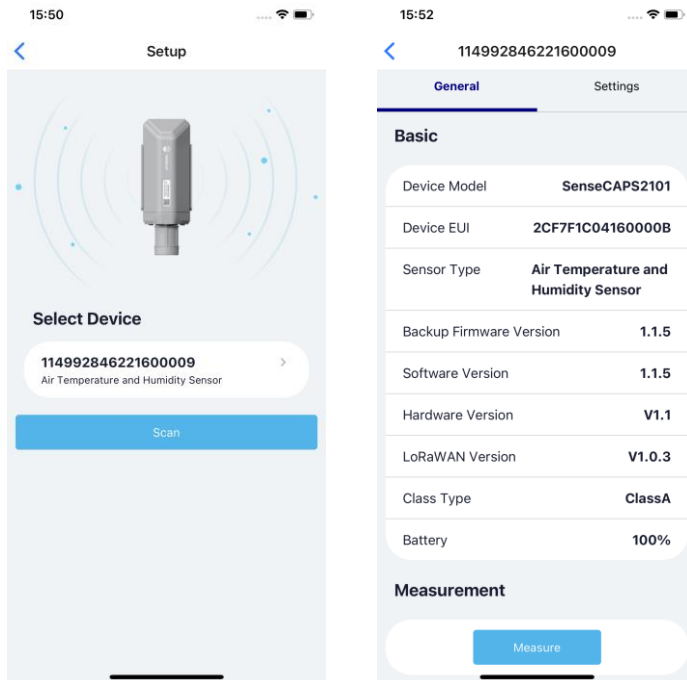 15:50
Setup
Select Device
114992846221600009
Air Temperature and Humidity Sensor
Scan
15:52
114992846221600009
General Settings
Basic
Device Model SenseCAPS2101
Device EUI 2CF7F1C04160000B
Sensor Type Air Temperature and
Humidity Sensor
Backup Firmware Version 1.1.5
Software Version 1.1.5
Hardware Version V1.1
LoRaWAN Version V1.0.3
Class Type ClassA
Battery 100%
Measurement
Measure